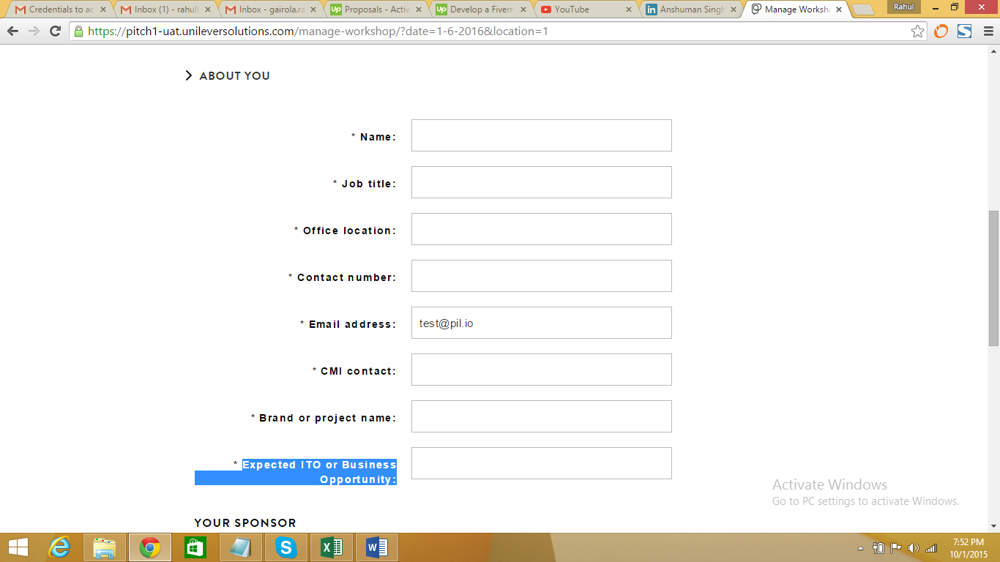 Credentials to ac
Inbox (1) - rahul
Inbox - gairola.ra
Up Proposals - Activ
Up Develop a Fiverr
YouTube
in Anshuman Singh
Manage Worksh
Rahul
https://pitch1-uat.unileversolutions.com/manage-workshop/?date=1-6-2016&location=1
ABOUT YOU
* Name:
* Job title:
* Office location:
* Contact number:
* Email address:
test@pil.io
* CMI contact:
* Brand or project name:
* Expected ITO or Business
Opportunity:
Activate Windows
Go to PC settings to activate Windows.
YOUR SPONSOR
7:52 PM
10/1/2015